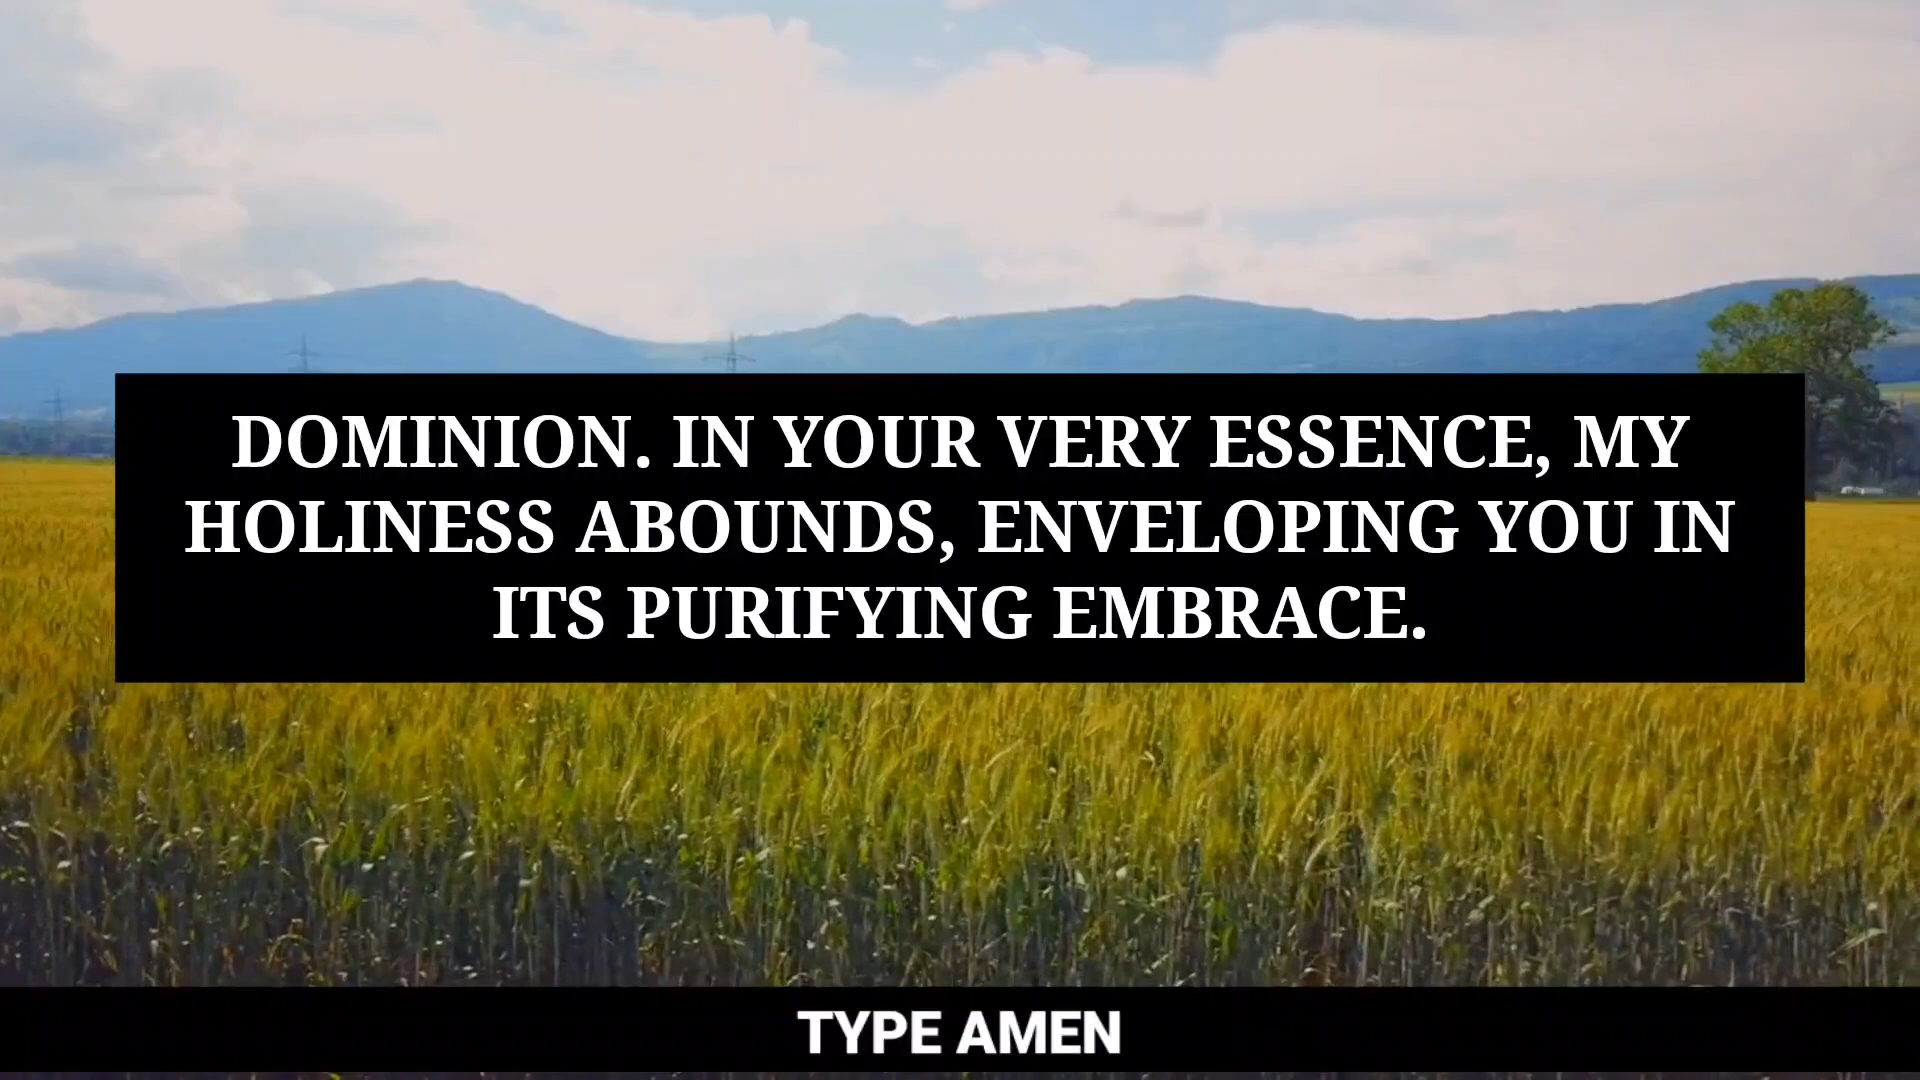 DOMINION. IN YOUR VERY ESSENCE, MY
HOLINESS ABOUNDS, ENVELOPING YOU IN
ITS PURIFYING EMBRACE.
TYPE AMEN